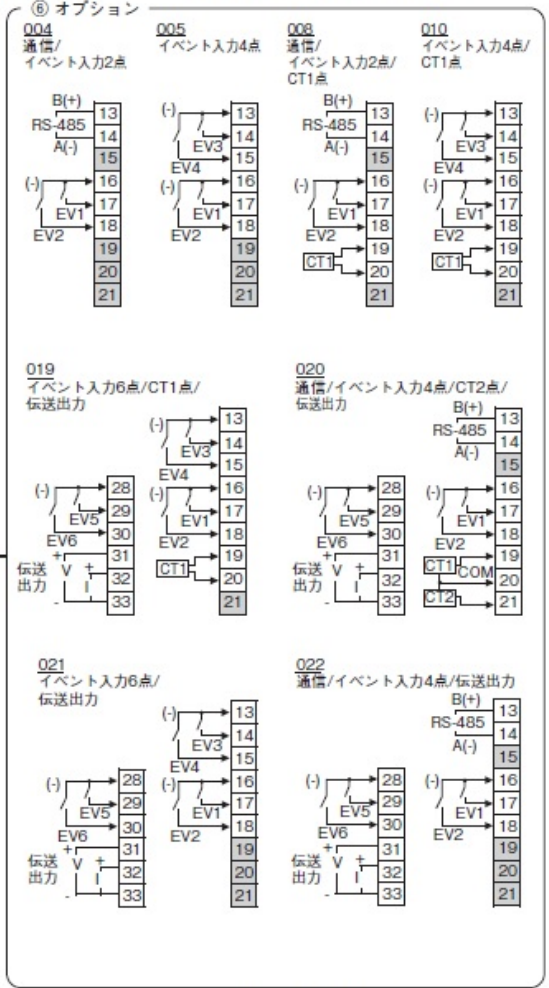 ⑥ オプション
004
通信/
イベント入力2点
B(+)
RS-485
A(-)
(-)
EV1
EV2
13
14
15
16
17
18
19
20
21
005
イベント入力4点
(-)
EV3
EV4
(-)
EV1
EV2
13
14
15
16
17
18
19
20
21
008
通信/
イベント入力2点/
CT1点
B(+)
RS-485
A(-)
(-)
EV1
EV2
CT1
13
14
15
16
17
18
19
20
21
010
イベント入力4点/
CT1点
(-)
EV3
EV4
(-)
EV1
EV2
CT1
13
14
15
16
17
18
19
20
21
019
イベント入力6点/CT1点/
伝送出力
(-)
EV5
EV6
伝送
出力
+
V
+
I
-
28
29
30
31
32
33
(-)
EV3
EV4
(-)
EV1
EV2
CT1
13
14
15
16
17
18
19
20
21
020
通信/イベント入力4点/CT2点/
伝送出力
(-)
EV5
EV6
伝送
出力
+
V
+
I
-
28
29
30
31
32
33
B(+)
RS-485
A(-)
(-)
EV1
EV2
CT1
COM
CT2
13
14
15
16
17
18
19
20
21
021
イベント入力6点/
伝送出力
(-)
EV5
EV6
伝送
出力
+
V
+
I
-
28
29
30
31
32
33
(-)
EV3
EV4
(-)
EV1
EV2
13
14
15
16
17
18
19
20
21
022
通信/イベント入力4点/伝送出力
(-)
EV5
EV6
伝送
出力
+
V
+
I
-
28
29
30
31
32
33
B(+)
RS-485
A(-)
(-)
EV1
EV2
13
14
15
16
17
18
19
20
21